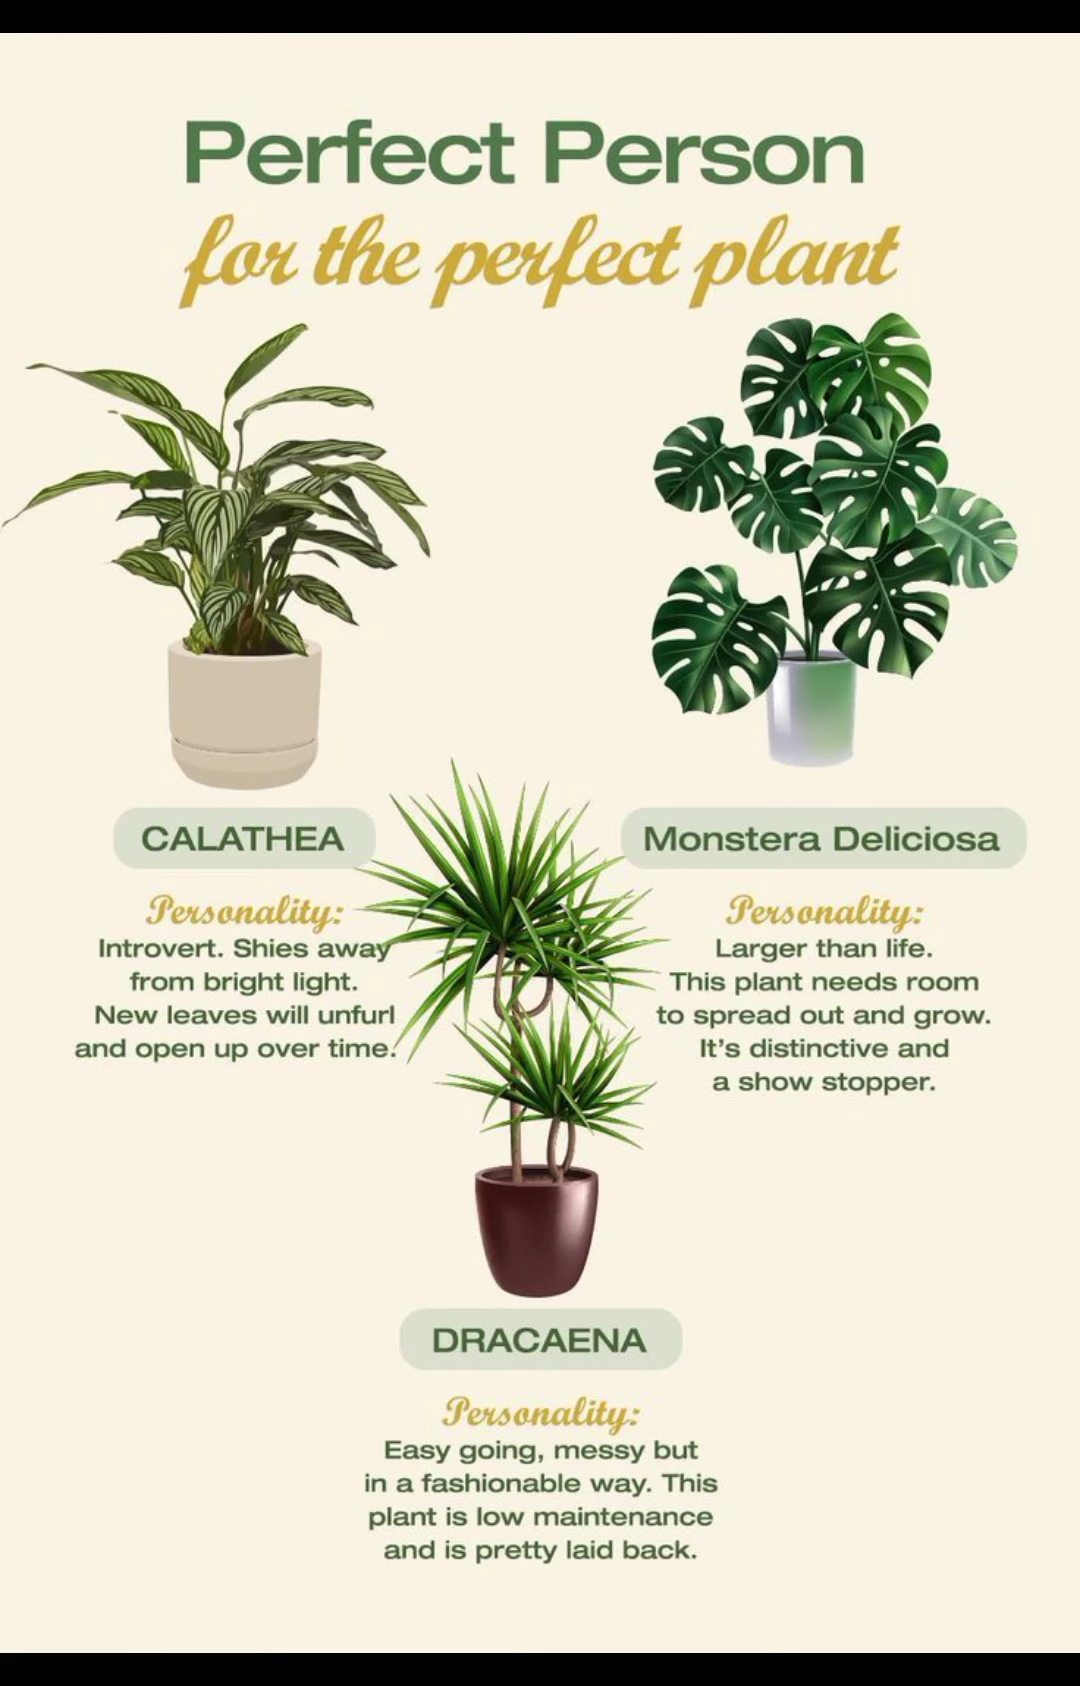 Perfect Person
for the perfect plant
CALATHEA
Personality:
Introvert. Shies away
from bright light.
New leaves will unfurl
and open up over time.
Monstera Deliciosa
Personality:
Larger than life.
This plant needs room
to spread out and grow.
It’s distinctive and
a show stopper.
DRACAENA
Personality:
Easy going, messy but
in a fashionable way. This
plant is low maintenance
and is pretty laid back.